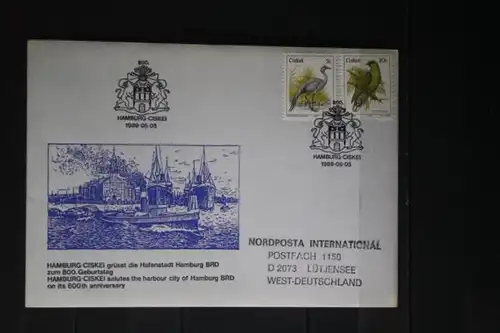 800.
HAMBURG-CISKEI
1989-05-05
Ciskei
Ciskei
800.
HAMBURG-CISKEI
1989-05-05
HAMBURG-CISKEI grüsst die Hafenstadt Hamburg BRD
zum 800. Geburtstag
HAMBURG-CISKEI salutes the harbour city of Hamburg BRD
on its 800th anniversary
NORDPOSTA INTERNATIONAL
POSTFACH 1150
D 2073 LÜTJENSEE
WEST-DEUTSCHLAND